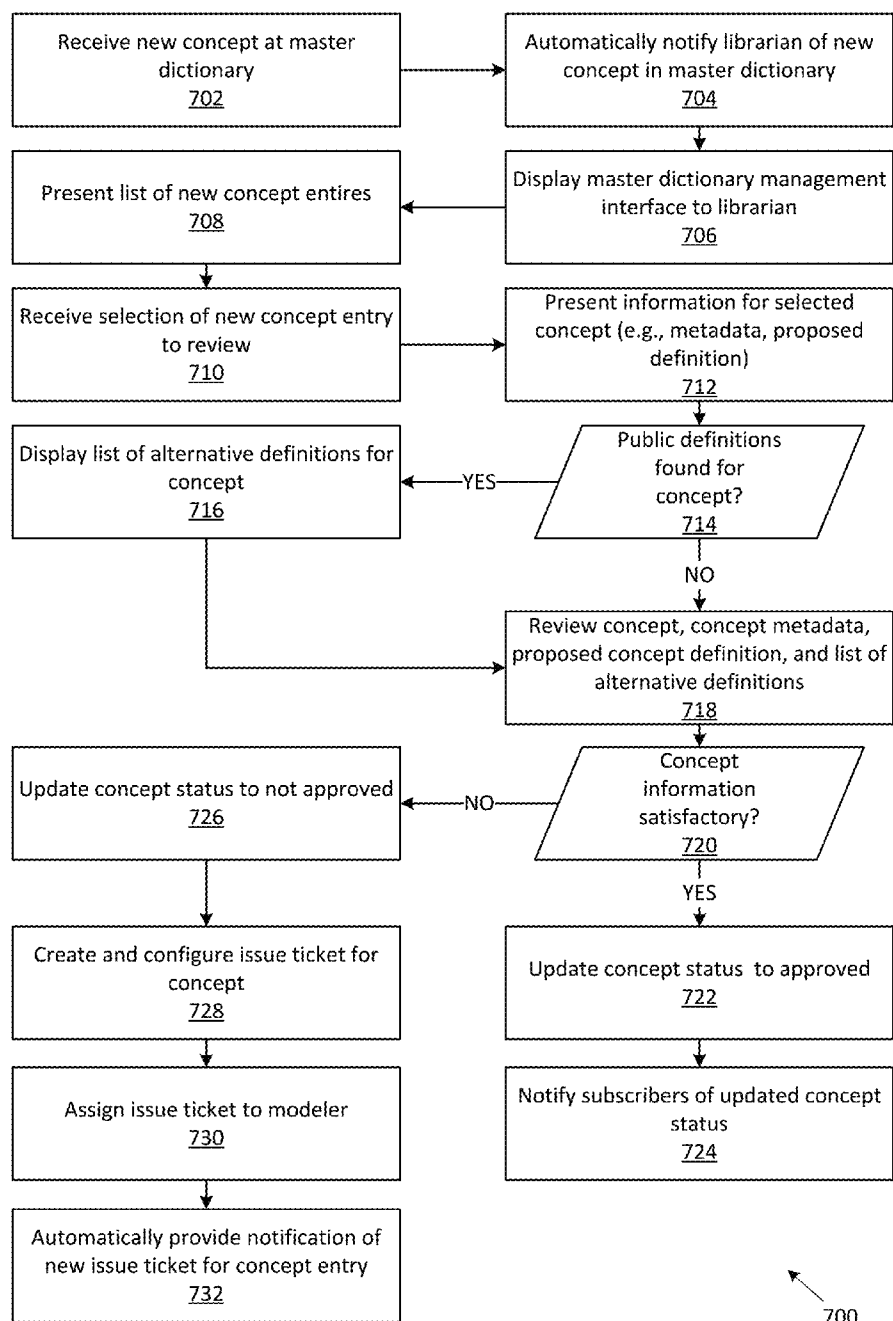 Receive new concept at master
dictionary
702
Automatically notify librarian of new
concept in master dictionary
704
Display master dictionary management
interface to librarian
706
Present list of new concept entires
708
Receive selection of new concept entry
to review
710
Present information for selected
concept (e.g., metadata, proposed
definition)
712
Public definitions
found for
concept?
714
YES
Display list of alternative definitions for
concept
716
NO
Review concept, concept metadata,
proposed concept definition, and list of
alternative definitions
718
Concept
information
satisfactory?
720
NO
Update concept status to not approved
726
YES
Create and configure issue ticket for
concept
728
Update concept status to approved
722
Assign issue ticket to modeler
730
Notify subscribers of updated concept
status
724
Automatically provide notification of
new issue ticket for concept entry
732
700